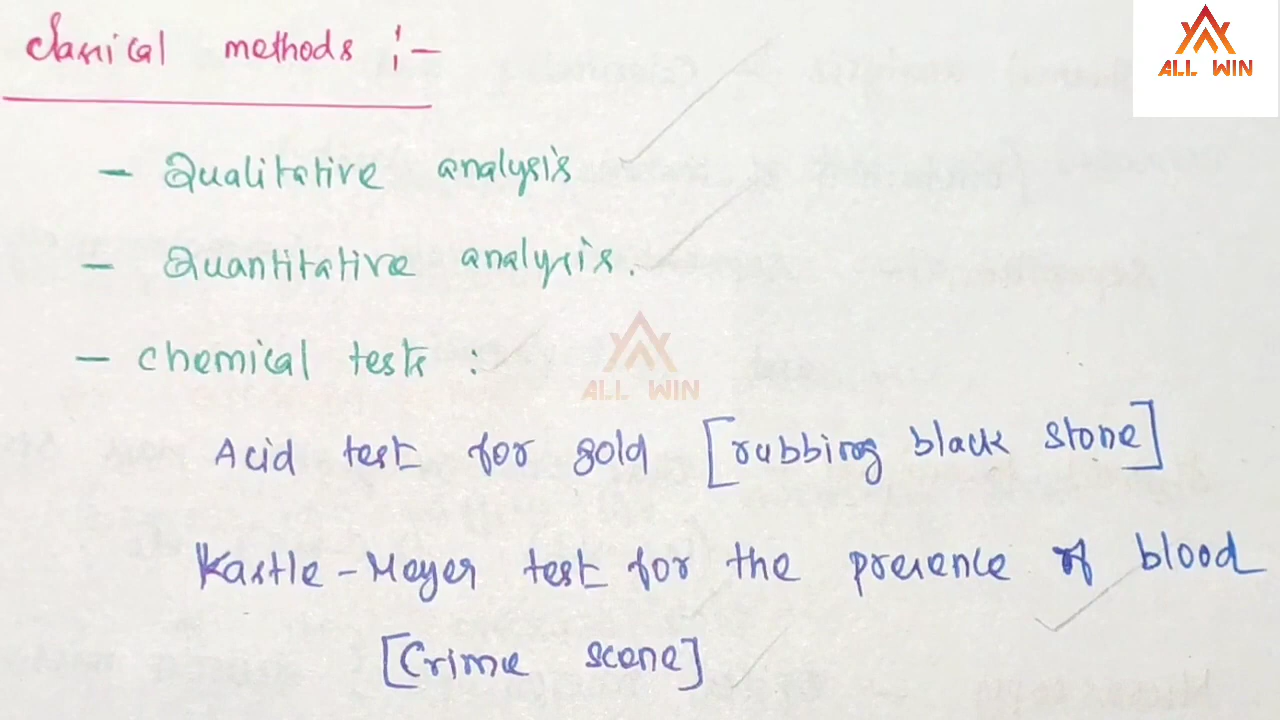 Classical methods :-
ALL WIN
- Qualitative analysis
- Quantitative analysis.
- chemical tests :
ALL WIN
Acid test for gold [rubbing black stone]
Kastle-Meyer test for the presence of blood
[Crime scene]